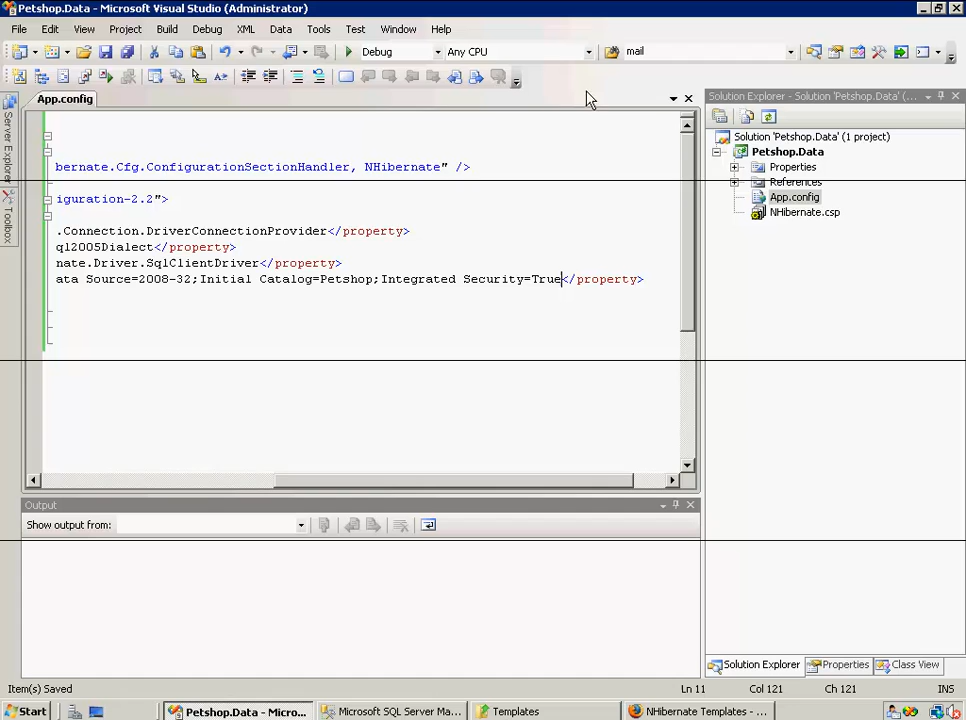 Petshop.Data - Microsoft Visual Studio (Administrator)
File Edit View Project Build Debug XML Data Tools Test Window Help
Debug Any CPU mail
App.config
Solution Explorer - Solution 'Petshop.Data' (...
Server Explorer
Toolbox
bernate.Cfg.ConfigurationSectionHandler, NHibernate" />
iguration-2.2">
.Connection.DriverConnectionProvider</property>
ql2005Dialect</property>
nate.Driver.SqlClientDriver</property>
ata Source=2008-32;Initial Catalog=Petshop;Integrated Security=True</property>
Solution 'Petshop.Data' (1 project)
Petshop.Data
Properties
References
App.config
NHibernate.csp
Output
Show output from:
Solution Explorer Properties Class View
Item(s) Saved Ln 11 Col 121 Ch 121 INS
Start Petshop.Data - Micro... Microsoft SQL Server Ma... Templates NHibernate Templates - ...